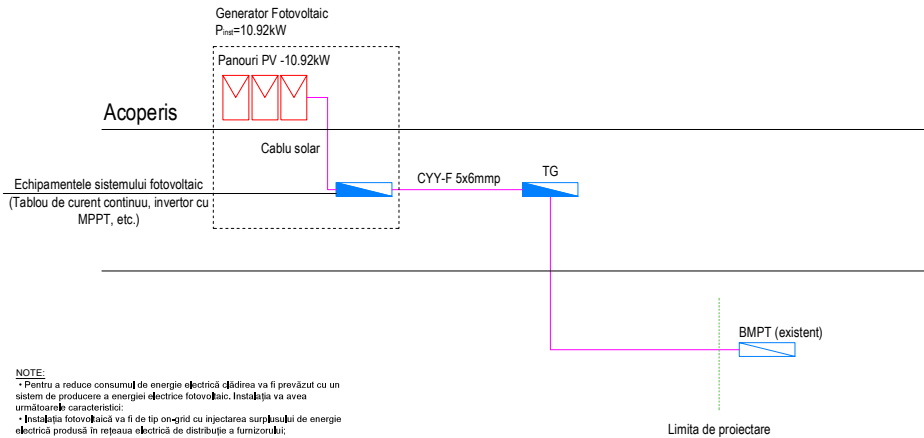 Generator Fotovoltaic
Pinst=10.92kW
Panouri PV -10.92kW
Acoperis
Cablu solar
Echipamentele sistemului fotovoltaic
(Tablou de curent continuu, invertor cu
MPPT, etc.)
CYY-F 5x6mmp
TG
BMPT (existent)
NOTE:
• Pentru a reduce consumul de energie electrică clădirea va fi prevăzut cu un
sistem de producere a energiei electrice fotovoltaic. Instalația va avea
următoarele caracteristici:
• Instalația fotovoltaică va fi de tip on-grid cu injectarea surplusului de energie
electrică produsă în rețeaua electrică de distribuție a furnizorului;
Limita de proiectare